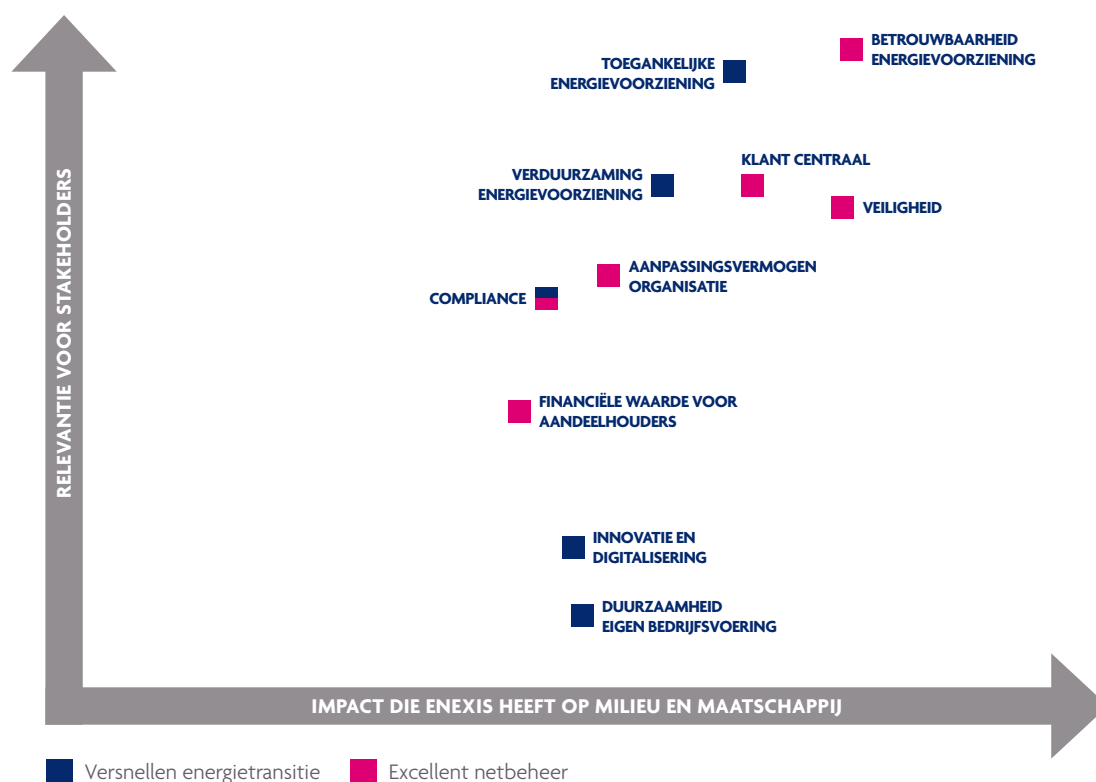 BETROUWBAARHEID
ENERGIEVOORZIENING
TOEGANKELIJKE
ENERGIEVOORZIENING
KLANT CENTRAAL
VERDUURZAMING
ENERGIEVOORZIENING
VEILIGHEID
AANPASSINGSVERMOGEN
ORGANISATIE
COMPLIANCE
FINANCIËLE WAARDE VOOR
AANDEELHOUDERS
INNOVATIE EN
DIGITALISERING
DUURZAAMHEID
EIGEN BEDRIJFSVOERING
RELEVANTIE VOOR STAKEHOLDERS
IMPACT DIE ENEXIS HEEFT OP MILIEU EN MAATSCHAPPIJ
Versnellen energietransitie
Excellent netbeheer